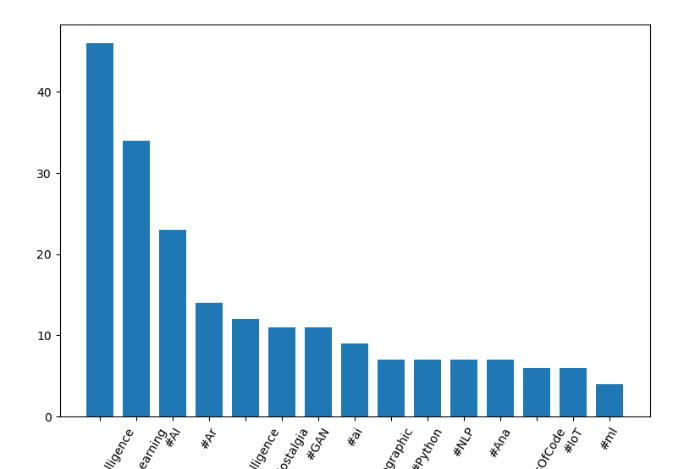 40
30
20
10
0
lligence
earning
#AI
#Ar
lligence
ostalgia
#GAN
#ai
graphic
#Python
#NLP
#Ana
OfCode
#IoT
#ml